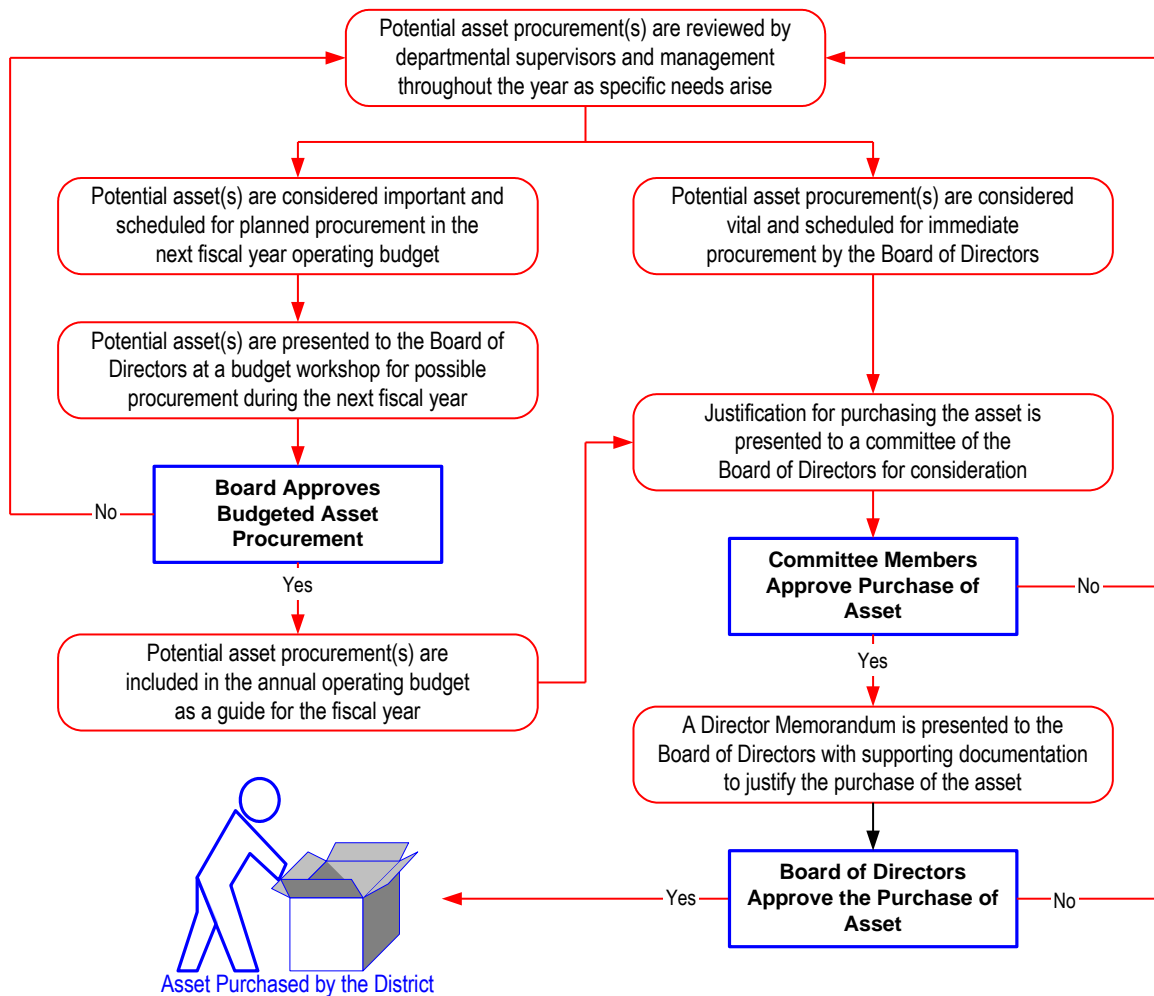 Potential asset procurement(s) are reviewed by
departmental supervisors and management
throughout the year as specific needs arise
Potential asset(s) are considered important and
scheduled for planned procurement in the
next fiscal year operating budget
Potential asset procurement(s) are considered
vital and scheduled for immediate
procurement by the Board of Directors
Potential asset(s) are presented to the Board of
Directors at a budget workshop for possible
procurement during the next fiscal year
Justification for purchasing the asset is
presented to a committee of the
Board of Directors for consideration
Board Approves
Budgeted Asset
Procurement
No
Yes
Committee Members
Approve Purchase of
Asset
No
Yes
Potential asset procurement(s) are
included in the annual operating budget
as a guide for the fiscal year
A Director Memorandum is presented to the
Board of Directors with supporting documentation
to justify the purchase of the asset
Board of Directors
Approve the Purchase of
Asset
Yes
No
Asset Purchased by the District